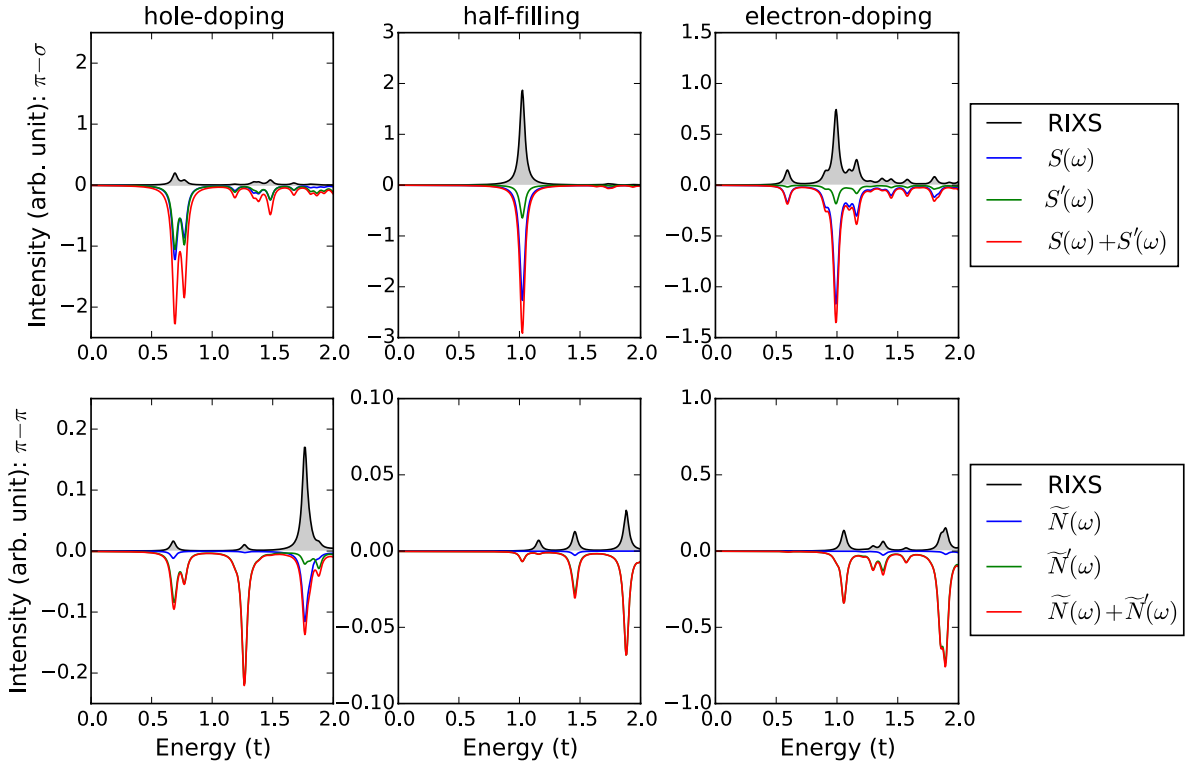 hole-doping
half-filling
electron-doping
Intensity (arb. unit): π−σ
2
1
0
−1
−2
0.0 0.5 1.0 1.5 2.0
3
2
1
0
−1
−2
−3
0.0 0.5 1.0 1.5 2.0
1.5
1.0
0.5
0.0
−0.5
−1.0
−1.5
0.0 0.5 1.0 1.5 2.0
RIXS
S(ω)
S′(ω)
S(ω)+S′(ω)
Intensity (arb. unit): π−π
0.2
0.1
0.0
−0.1
−0.2
0.0 0.5 1.0 1.5 2.0
Energy (t)
0.10
0.05
0.00
−0.05
−0.10
0.0 0.5 1.0 1.5 2.0
Energy (t)
1.0
0.5
0.0
−0.5
−1.0
0.0 0.5 1.0 1.5 2.0
Energy (t)
RIXS
Ñ(ω)
Ñ′(ω)
Ñ(ω)+Ñ′(ω)